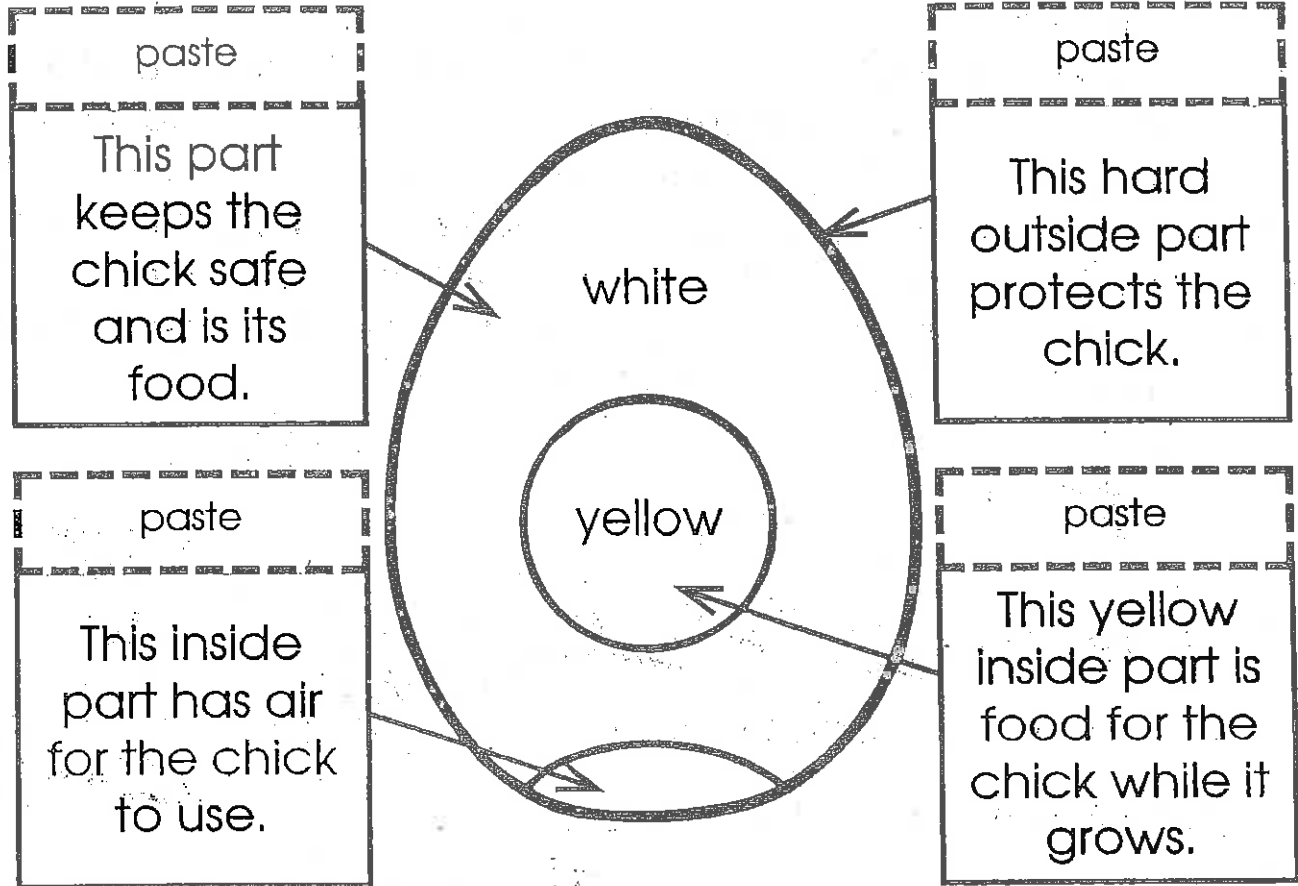 paste
This part
keeps the
chick safe
and is its
food.
paste
This hard
outside part
protects the
chick.
white
yellow
paste
This inside
part has air
for the chick
to use.
paste
This yellow
inside part is
food for the
chick while it
grows.